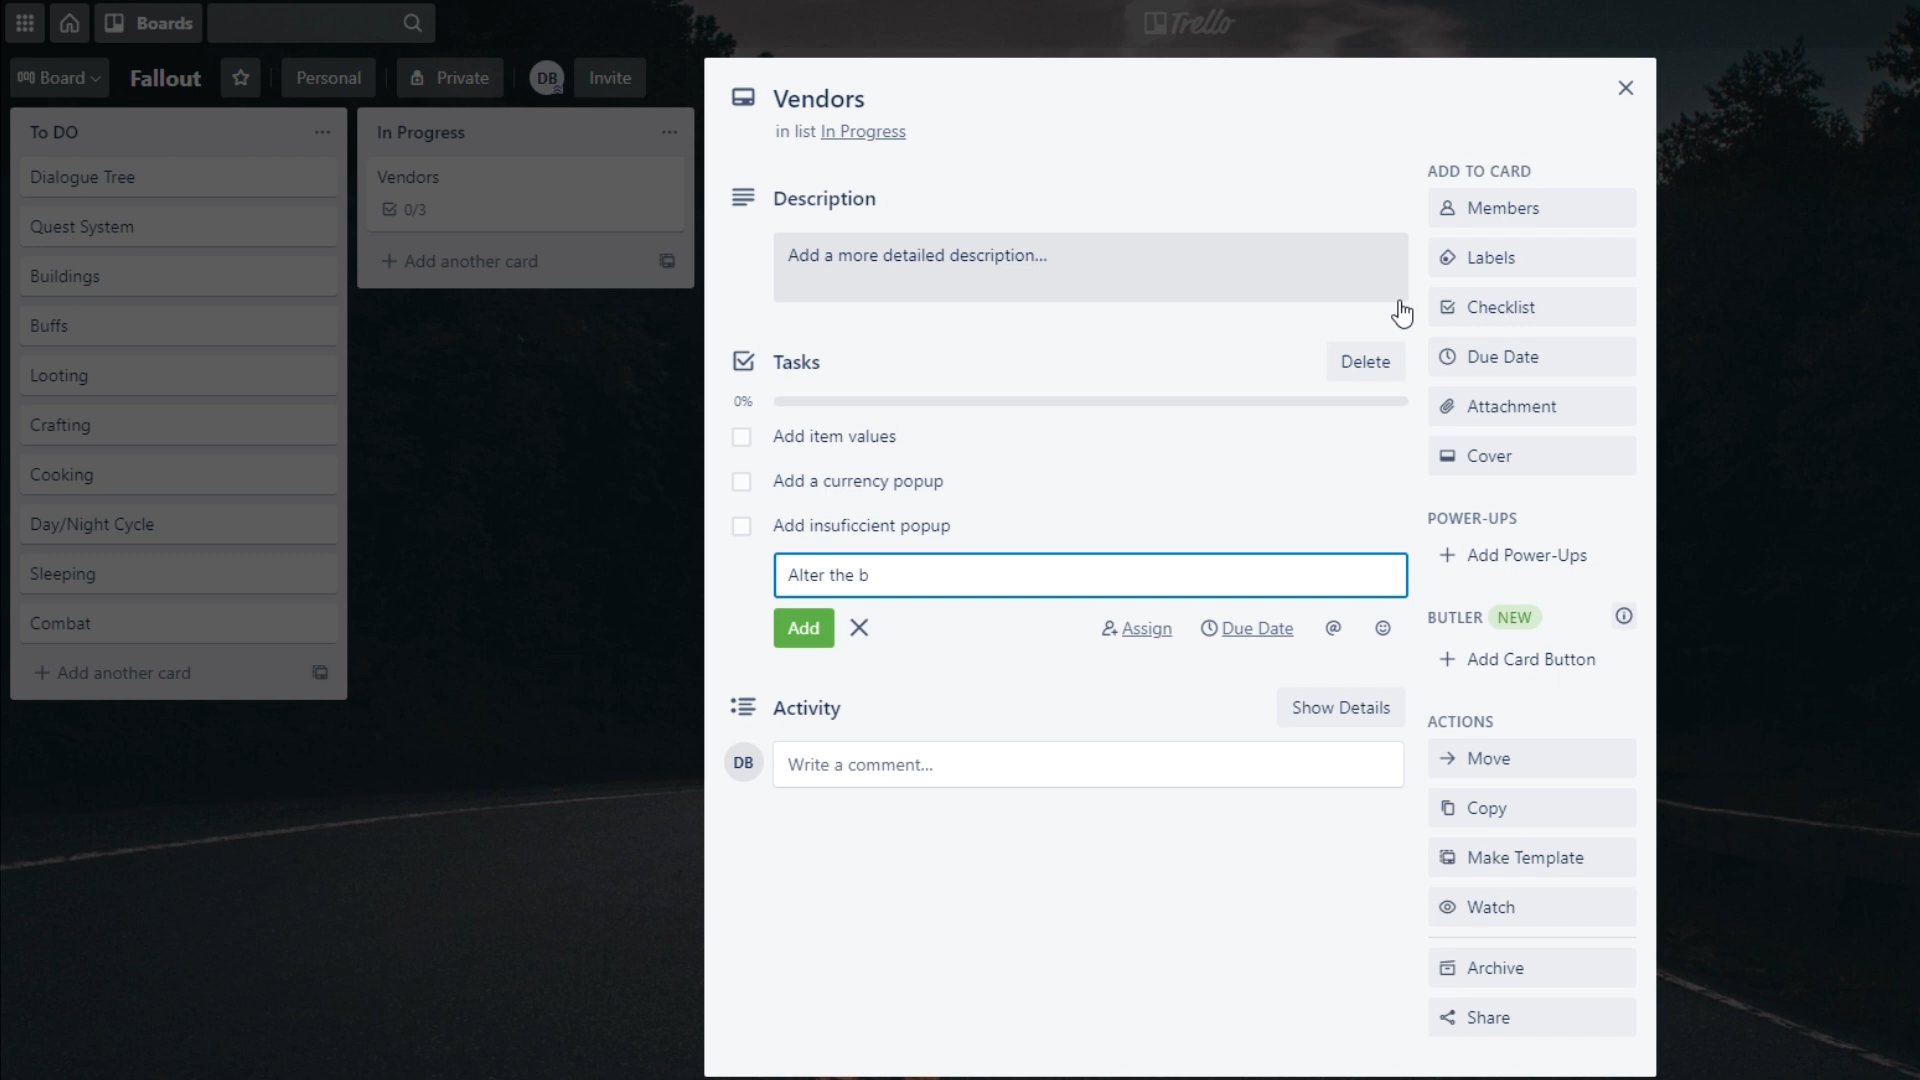 Boards
Trello
Board
Fallout
Personal
Private
DB
Invite
To DO
Dialogue Tree
Quest System
Buildings
Buffs
Looting
Crafting
Cooking
Day/Night Cycle
Sleeping
Combat
+ Add another card
In Progress
Vendors
0/3
+ Add another card
Vendors
in list In Progress
Description
Add a more detailed description...
Tasks
Delete
0%
Add item values
Add a currency popup
Add insuficcient popup
Alter the b
Add
Assign
Due Date
@
Activity
Show Details
DB
Write a comment...
ADD TO CARD
Members
Labels
Checklist
Due Date
Attachment
Cover
POWER-UPS
+ Add Power-Ups
BUTLER NEW
+ Add Card Button
ACTIONS
Move
Copy
Make Template
Watch
Archive
Share